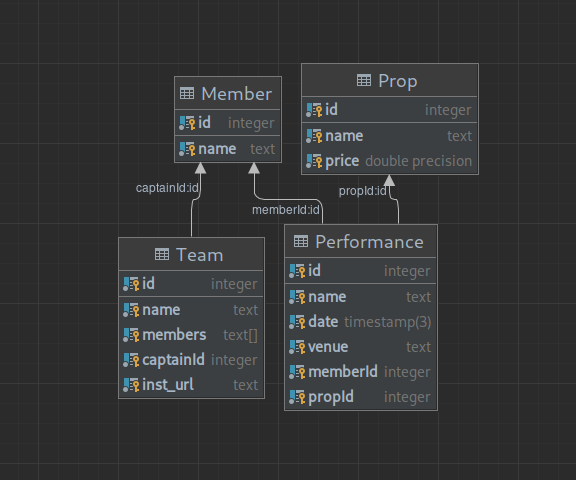 Member
id integer
name text
Prop
id integer
name text
price double precision
captainId:id
memberId:id
propId:id
Team
id integer
name text
members text[]
captainId integer
inst_url text
Performance
id integer
name text
date timestamp(3)
venue text
memberId integer
propId integer